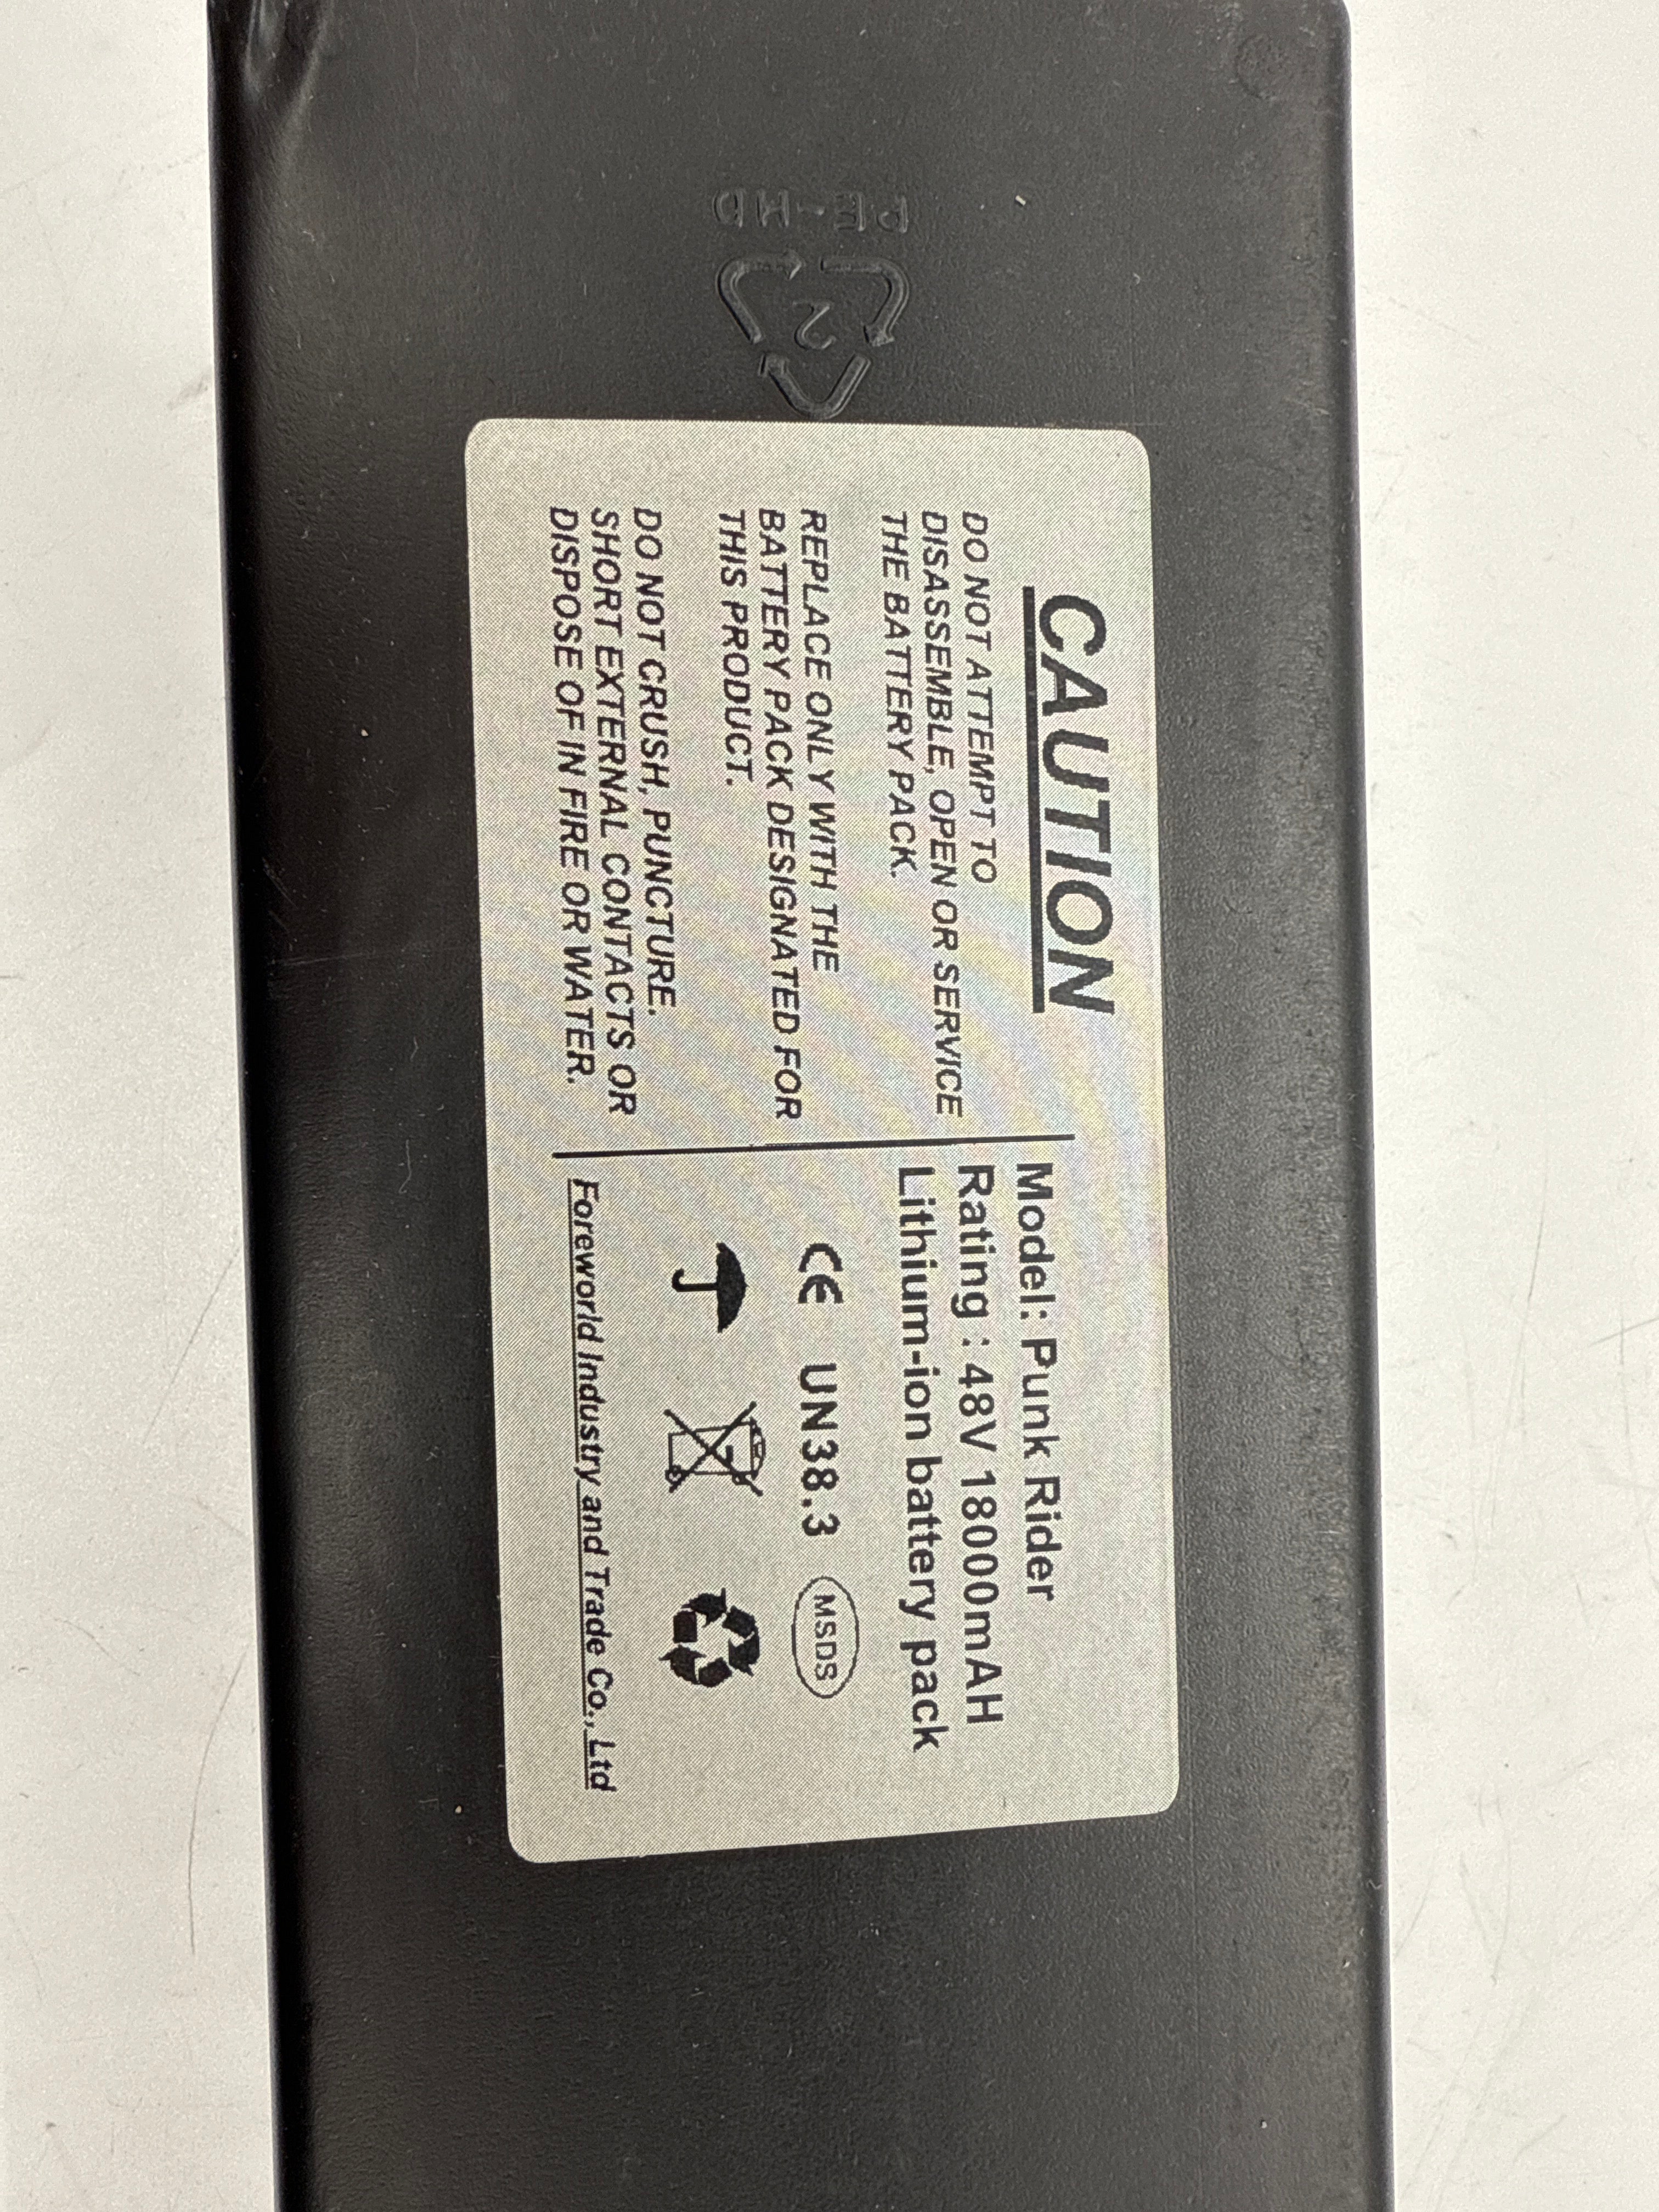 PE-HD
2
CAUTION
DO NOT ATTEMPT TO
DISASSEMBLE, OPEN OR SERVICE
THE BATTERY PACK.
REPLACE ONLY WITH THE
BATTERY PACK DESIGNATED FOR
THIS PRODUCT.
DO NOT CRUSH, PUNCTURE.
SHORT EXTERNAL CONTACTS OR
DISPOSE OF IN FIRE OR WATER.
Model: Punk Rider
Rating : 48V 18000mAH
Lithium-ion battery pack
CE UN38.3 MSDS
Foreworld Industry and Trade Co., Ltd